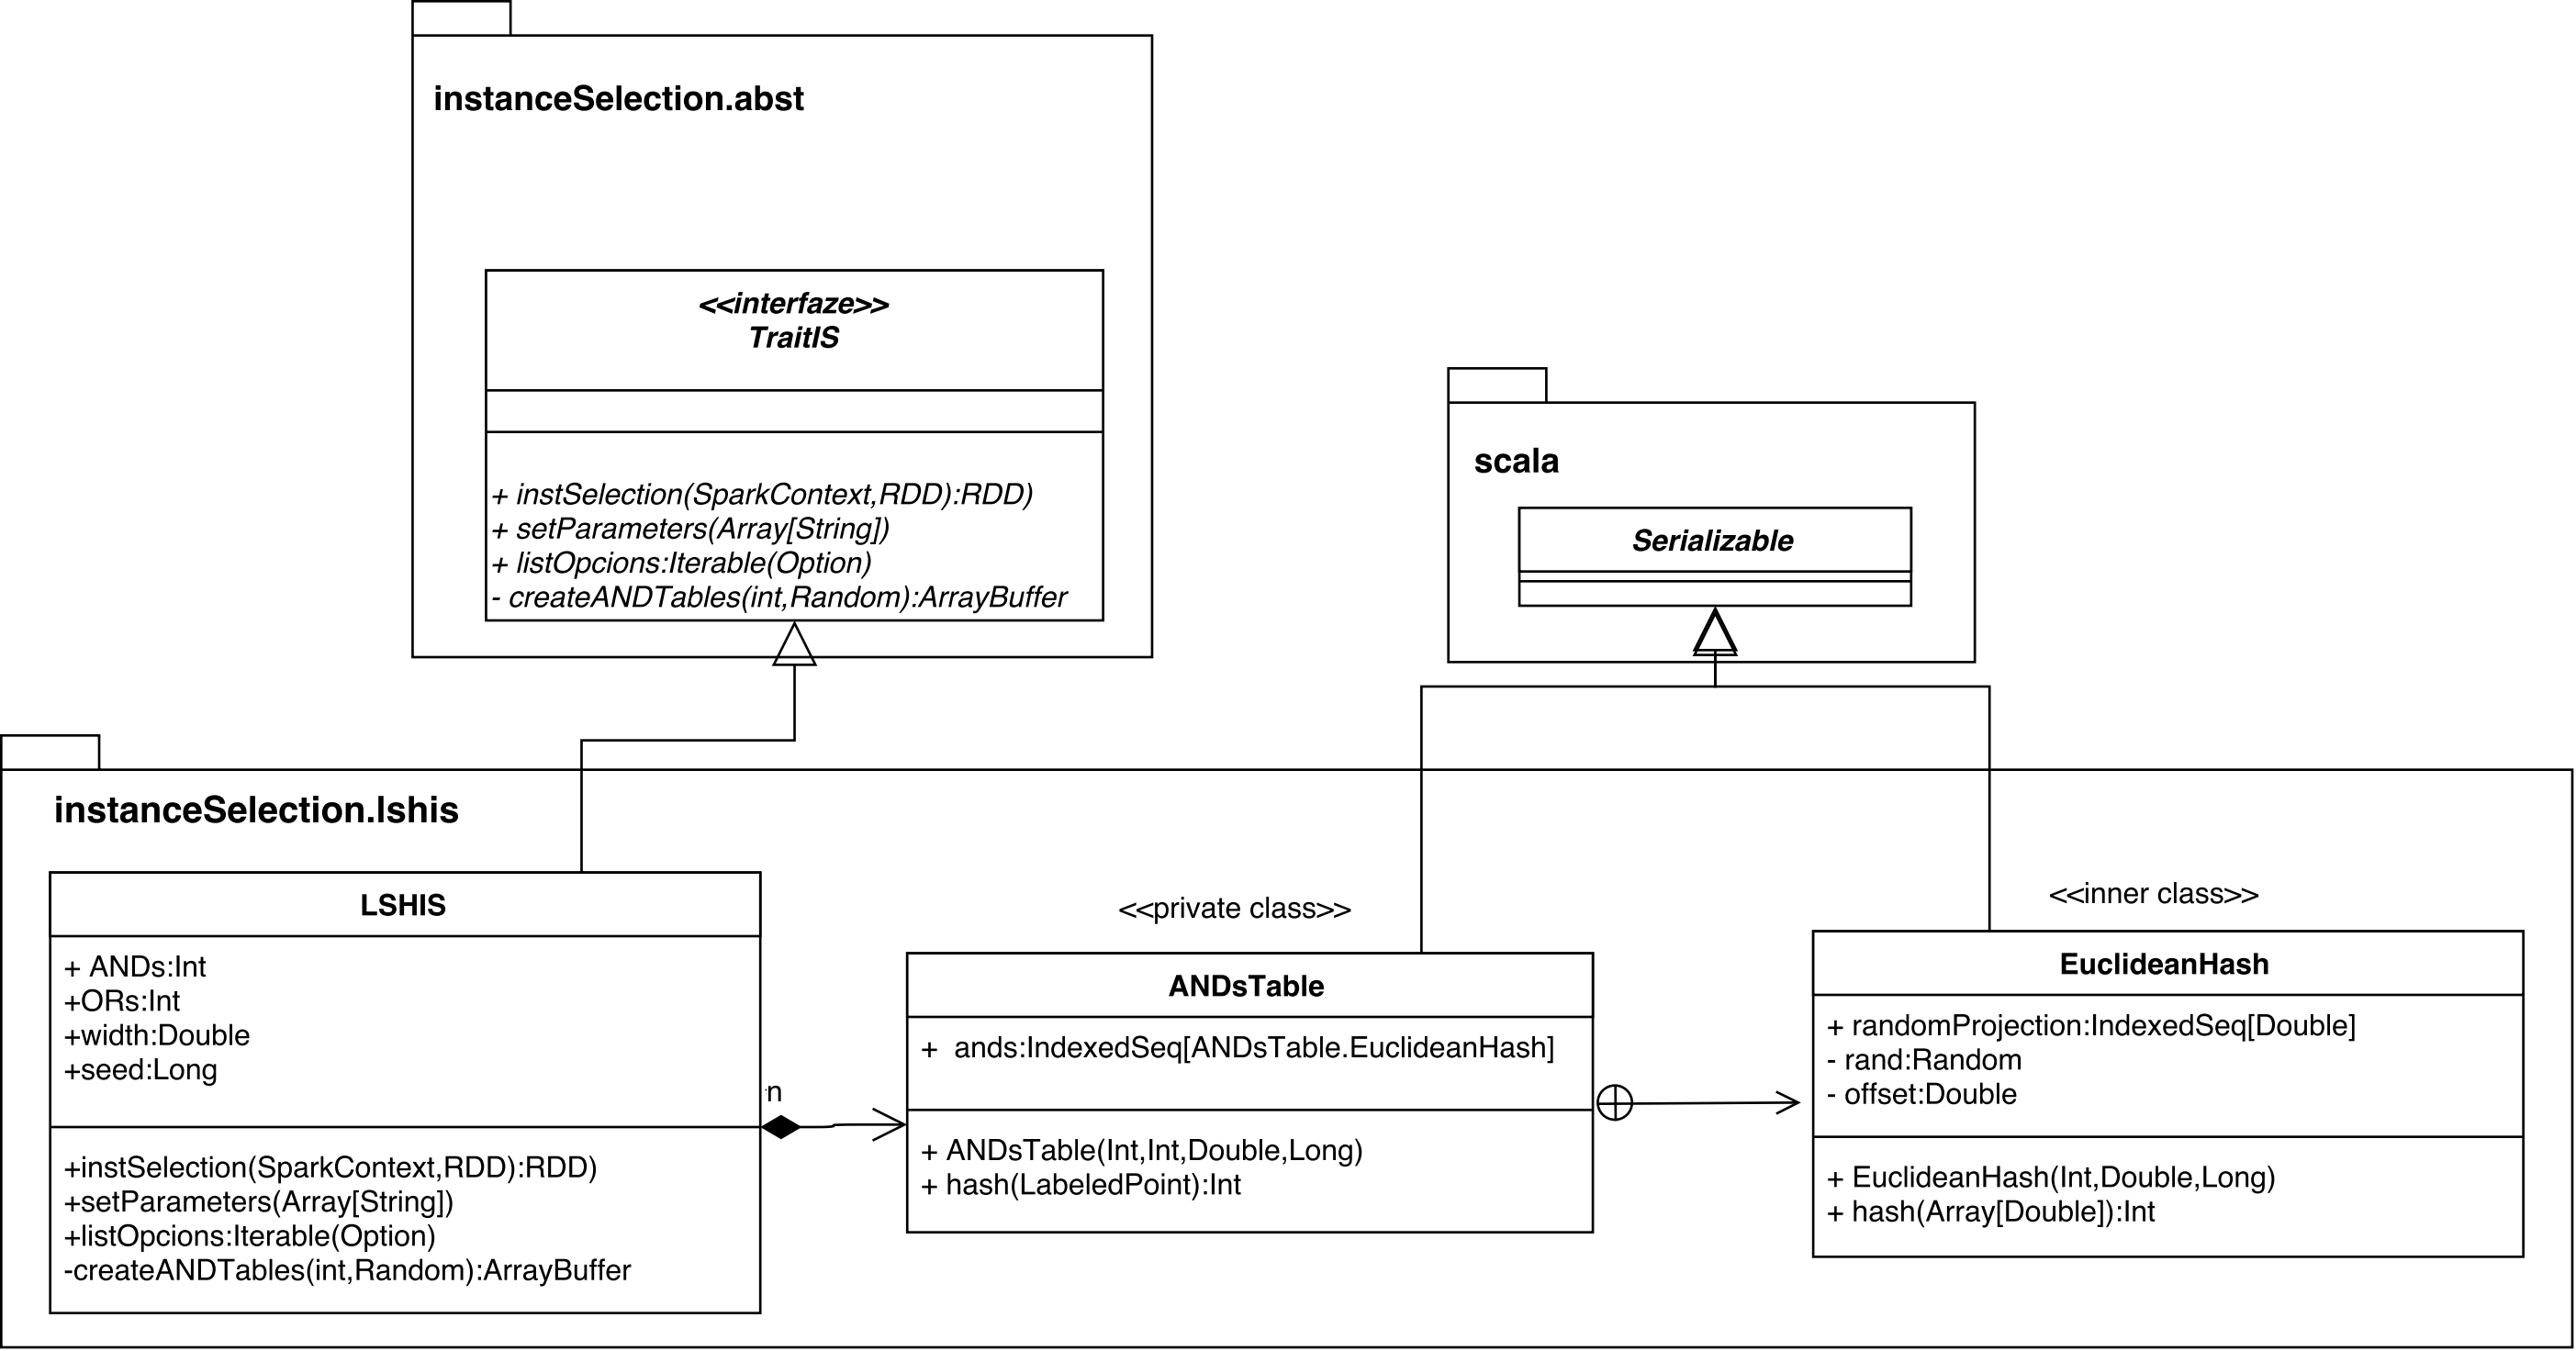 instanceSelection.abst
<<interfaze>>
TraitIS
+ instSelection(SparkContext,RDD):RDD)
+ setParameters(Array[String])
+ listOpcions:Iterable(Option)
- createANDTables(int,Random):ArrayBuffer
scala
Serializable
instanceSelection.lshis
LSHIS
+ ANDs:Int
+ORs:Int
+width:Double
+seed:Long
+instSelection(SparkContext,RDD):RDD)
+setParameters(Array[String])
+listOpcions:Iterable(Option)
-createANDTables(int,Random):ArrayBuffer
n
<<private class>>
ANDsTable
+  ands:IndexedSeq[ANDsTable.EuclideanHash]
+ ANDsTable(Int,Int,Double,Long)
+ hash(LabeledPoint):Int
<<inner class>>
EuclideanHash
+ randomProjection:IndexedSeq[Double]
- rand:Random
- offset:Double
+ EuclideanHash(Int,Double,Long)
+ hash(Array[Double]):Int